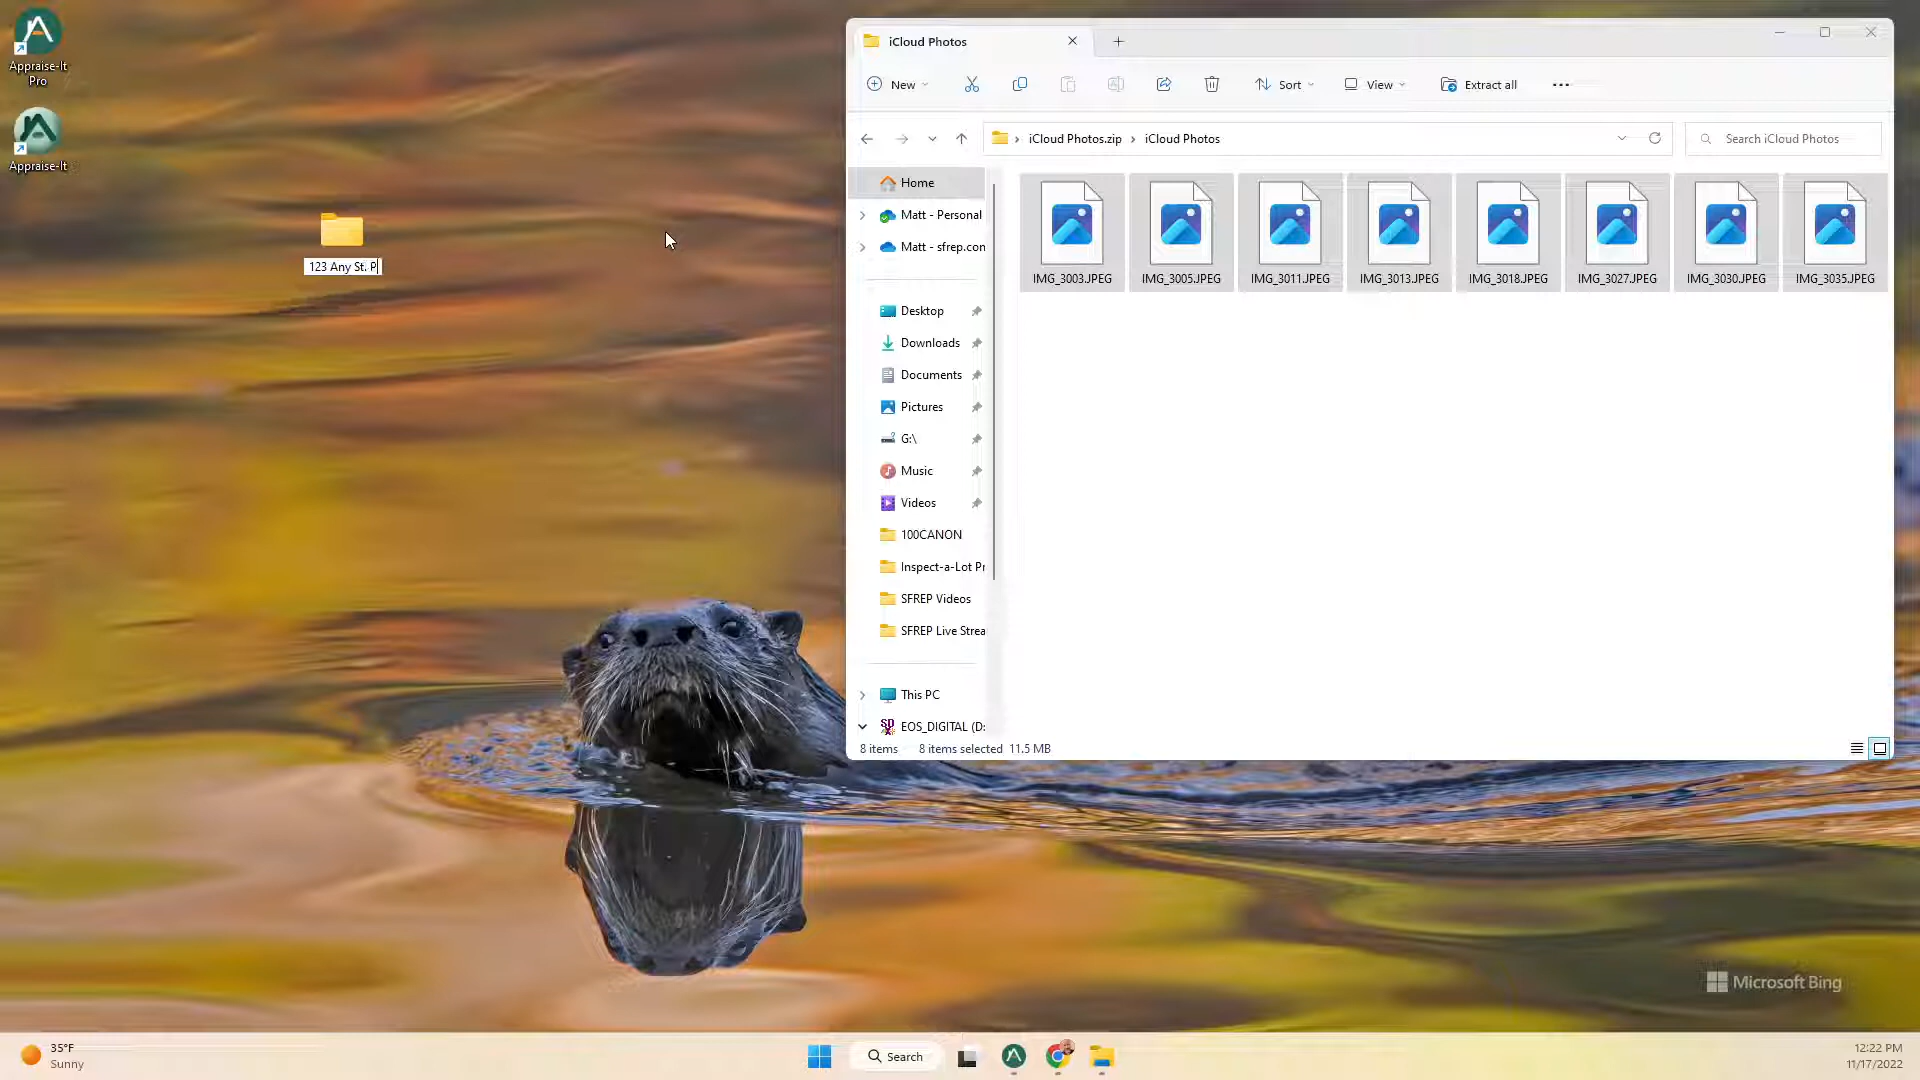 Appraise-It
Pro
Appraise-It
123 Any St. P
iCloud Photos
New
Sort
View
Extract all
iCloud Photos.zip
iCloud Photos
Search iCloud Photos
Home
Matt - Personal
Matt - sfrep.con
Desktop
Downloads
Documents
Pictures
G:\
Music
Videos
100CANON
Inspect-a-Lot Pr
SFREP Videos
SFREP Live Strea
This PC
EOS_DIGITAL (D:
IMG_3003.JPEG
IMG_3005.JPEG
IMG_3011.JPEG
IMG_3013.JPEG
IMG_3018.JPEG
IMG_3027.JPEG
IMG_3030.JPEG
IMG_3035.JPEG
8 items 8 items selected 11.5 MB
Microsoft Bing
35°F
Sunny
Search
12:22 PM
11/17/2022